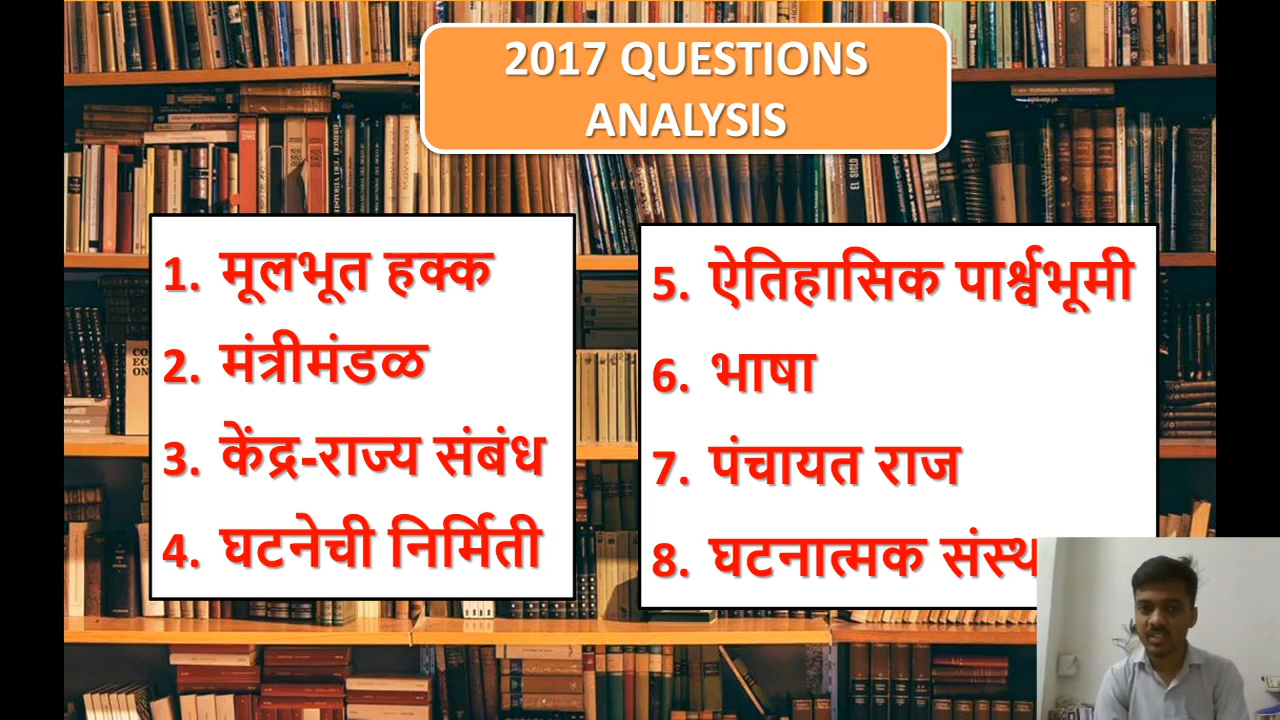 2017 QUESTIONS
ANALYSIS
1. मूलभूत हक्क
2. मंत्रीमंडळ
3. केंद्र-राज्य संबंध
4. घटनेची निर्मिती
5. ऐतिहासिक पार्श्वभूमी
6. भाषा
7. पंचायत राज
8. घटनात्मक